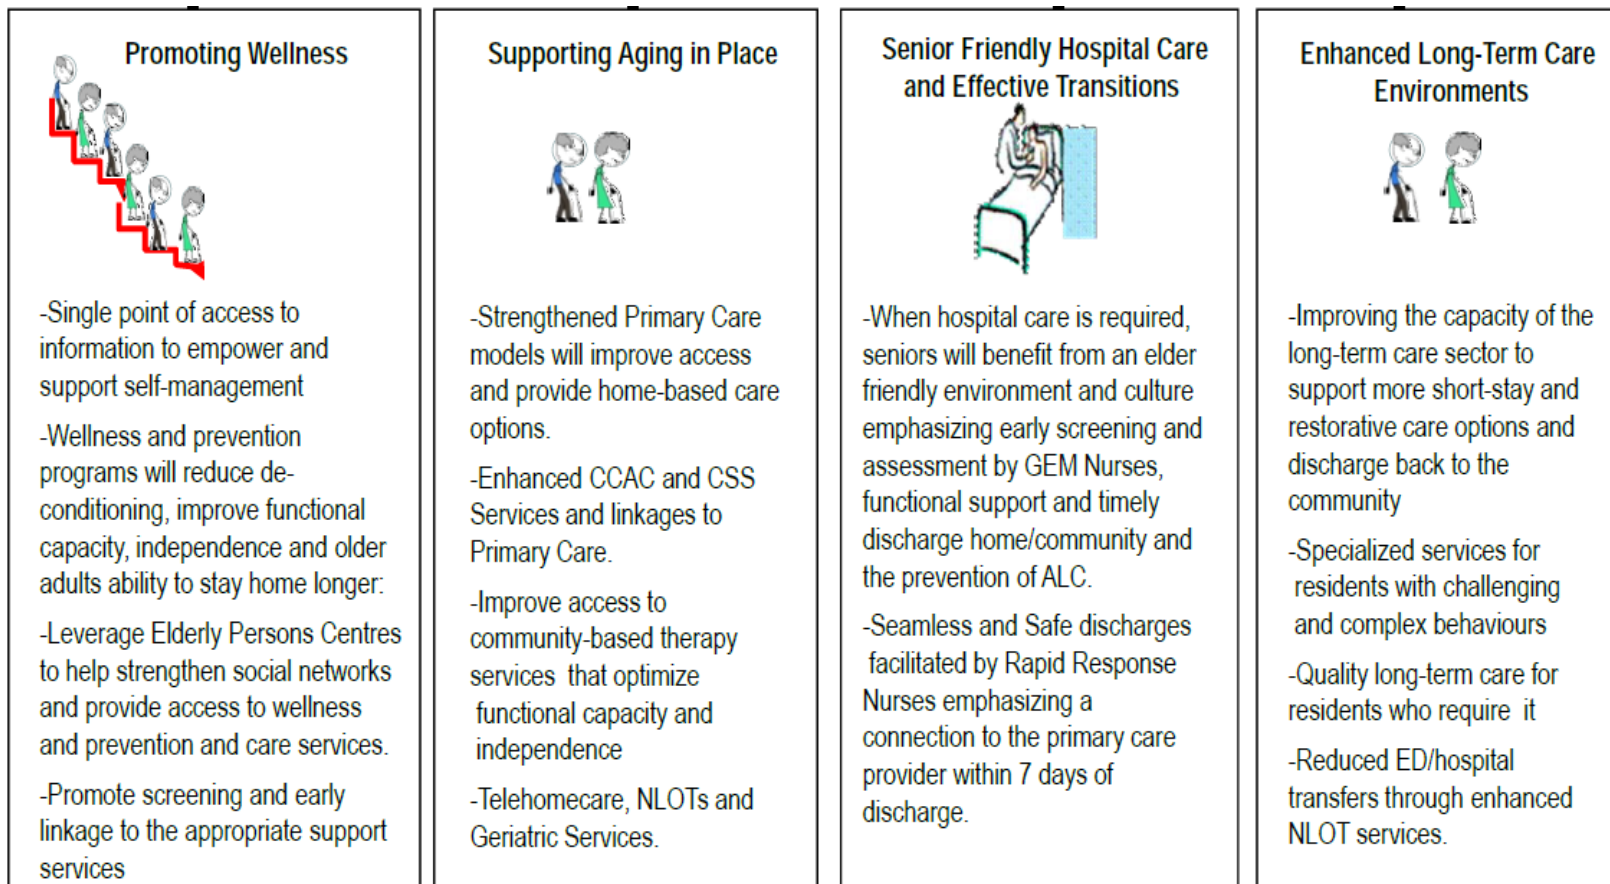 Promoting Wellness
-Single point of access to
information to empower and
support self-management
-Wellness and prevention
programs will reduce de-
conditioning, improve functional
capacity, independence and older
adults ability to stay home longer:
-Leverage Elderly Persons Centres
to help strengthen social networks
and provide access to wellness
and prevention and care services.
-Promote screening and early
linkage to the appropriate support
services
Supporting Aging in Place
-Strengthened Primary Care
models will improve access
and provide home-based care
options.
-Enhanced CCAC and CSS
Services and linkages to
Primary Care.
-Improve access to
community-based therapy
services that optimize
functional capacity and
independence
-Telehomecare, NLOTs and
Geriatric Services.
Senior Friendly Hospital Care
and Effective Transitions
-When hospital care is required,
seniors will benefit from an elder
friendly environment and culture
emphasizing early screening and
assessment by GEM Nurses,
functional support and timely
discharge home/community and
the prevention of ALC.
-Seamless and Safe discharges
facilitated by Rapid Response
Nurses emphasizing a
connection to the primary care
provider within 7 days of
discharge.
Enhanced Long-Term Care
Environments
-Improving the capacity of the
long-term care sector to
support more short-stay and
restorative care options and
discharge back to the
community
-Specialized services for
residents with challenging
and complex behaviours
-Quality long-term care for
residents who require it
-Reduced ED/hospital
transfers through enhanced
NLOT services.